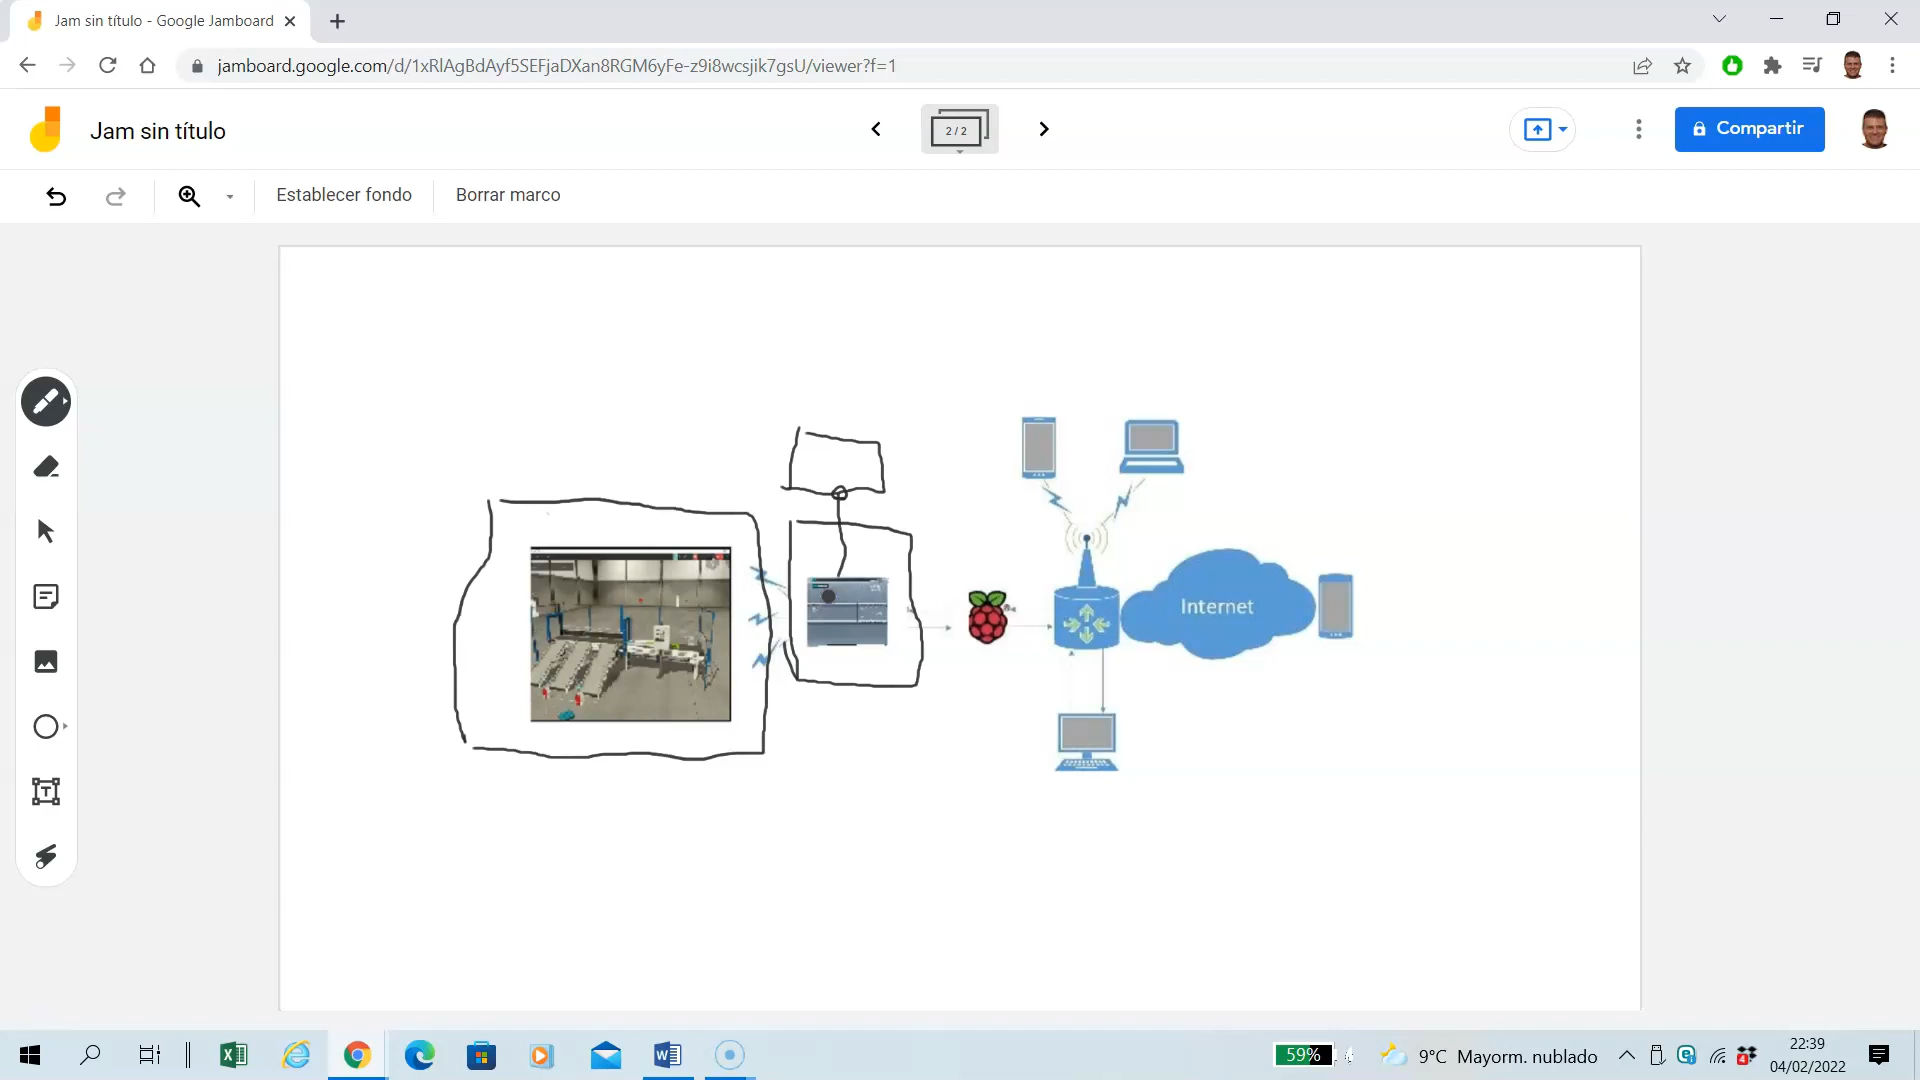 Jam sin título - Google Jamboard
jamboard.google.com/d/1xRlAgBdAyf5SEFjaDXan8RGM6yFe-z9i8wcsjik7gsU/viewer?f=1
Jam sin título
2 / 2
Compartir
Establecer fondo
Borrar marco
Internet
59%
9°C Mayorm. nublado
4
22:39
04/02/2022